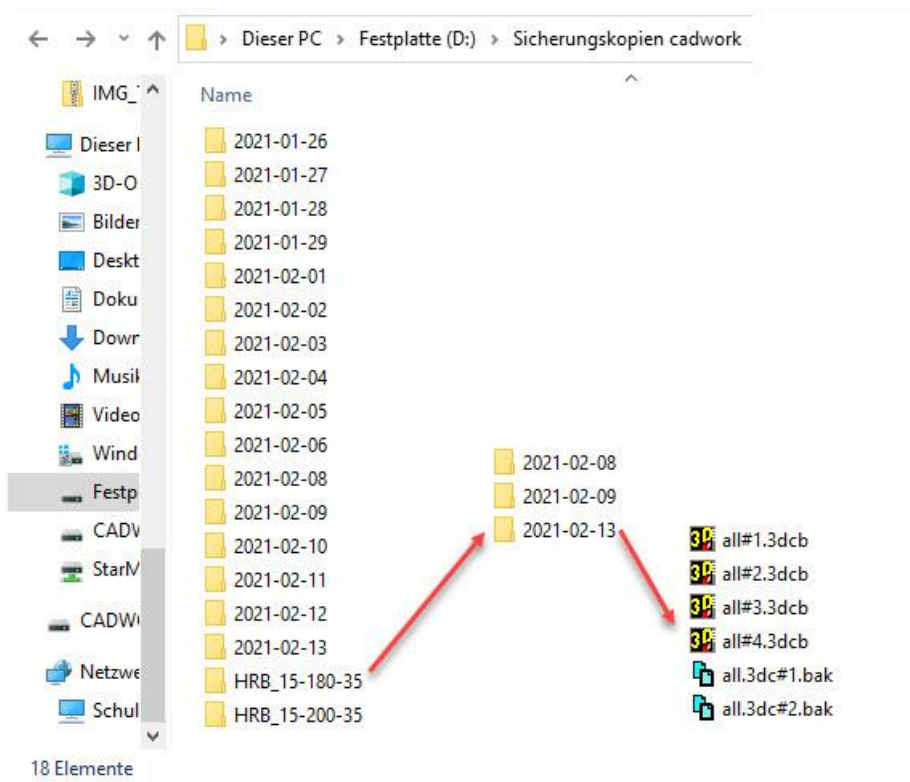 Dieser PC > Festplatte (D:) > Sicherungskopien cadwork
IMG_
Dieser
3D-O
Bilder
Deskt
Doku
Down
Musik
Video
Wind
Festp
CADW
StarM
CADW
Netzwe
Schul
Name
2021-01-26
2021-01-27
2021-01-28
2021-01-29
2021-02-01
2021-02-02
2021-02-03
2021-02-04
2021-02-05
2021-02-06
2021-02-08
2021-02-09
2021-02-10
2021-02-11
2021-02-12
2021-02-13
HRB_15-180-35
HRB_15-200-35
2021-02-08
2021-02-09
2021-02-13
all#1.3dcb
all#2.3dcb
all#3.3dcb
all#4.3dcb
all.3dc#1.bak
all.3dc#2.bak
18 Elemente